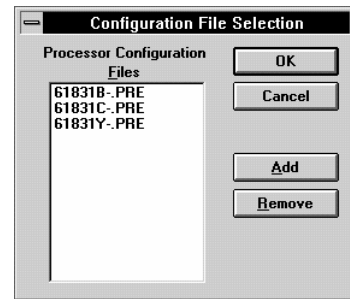 Configuration File Selection
Processor Configuration
Files
61831B-.PRE
61831C-.PRE
61831Y-.PRE
OK
Cancel
Add
Remove